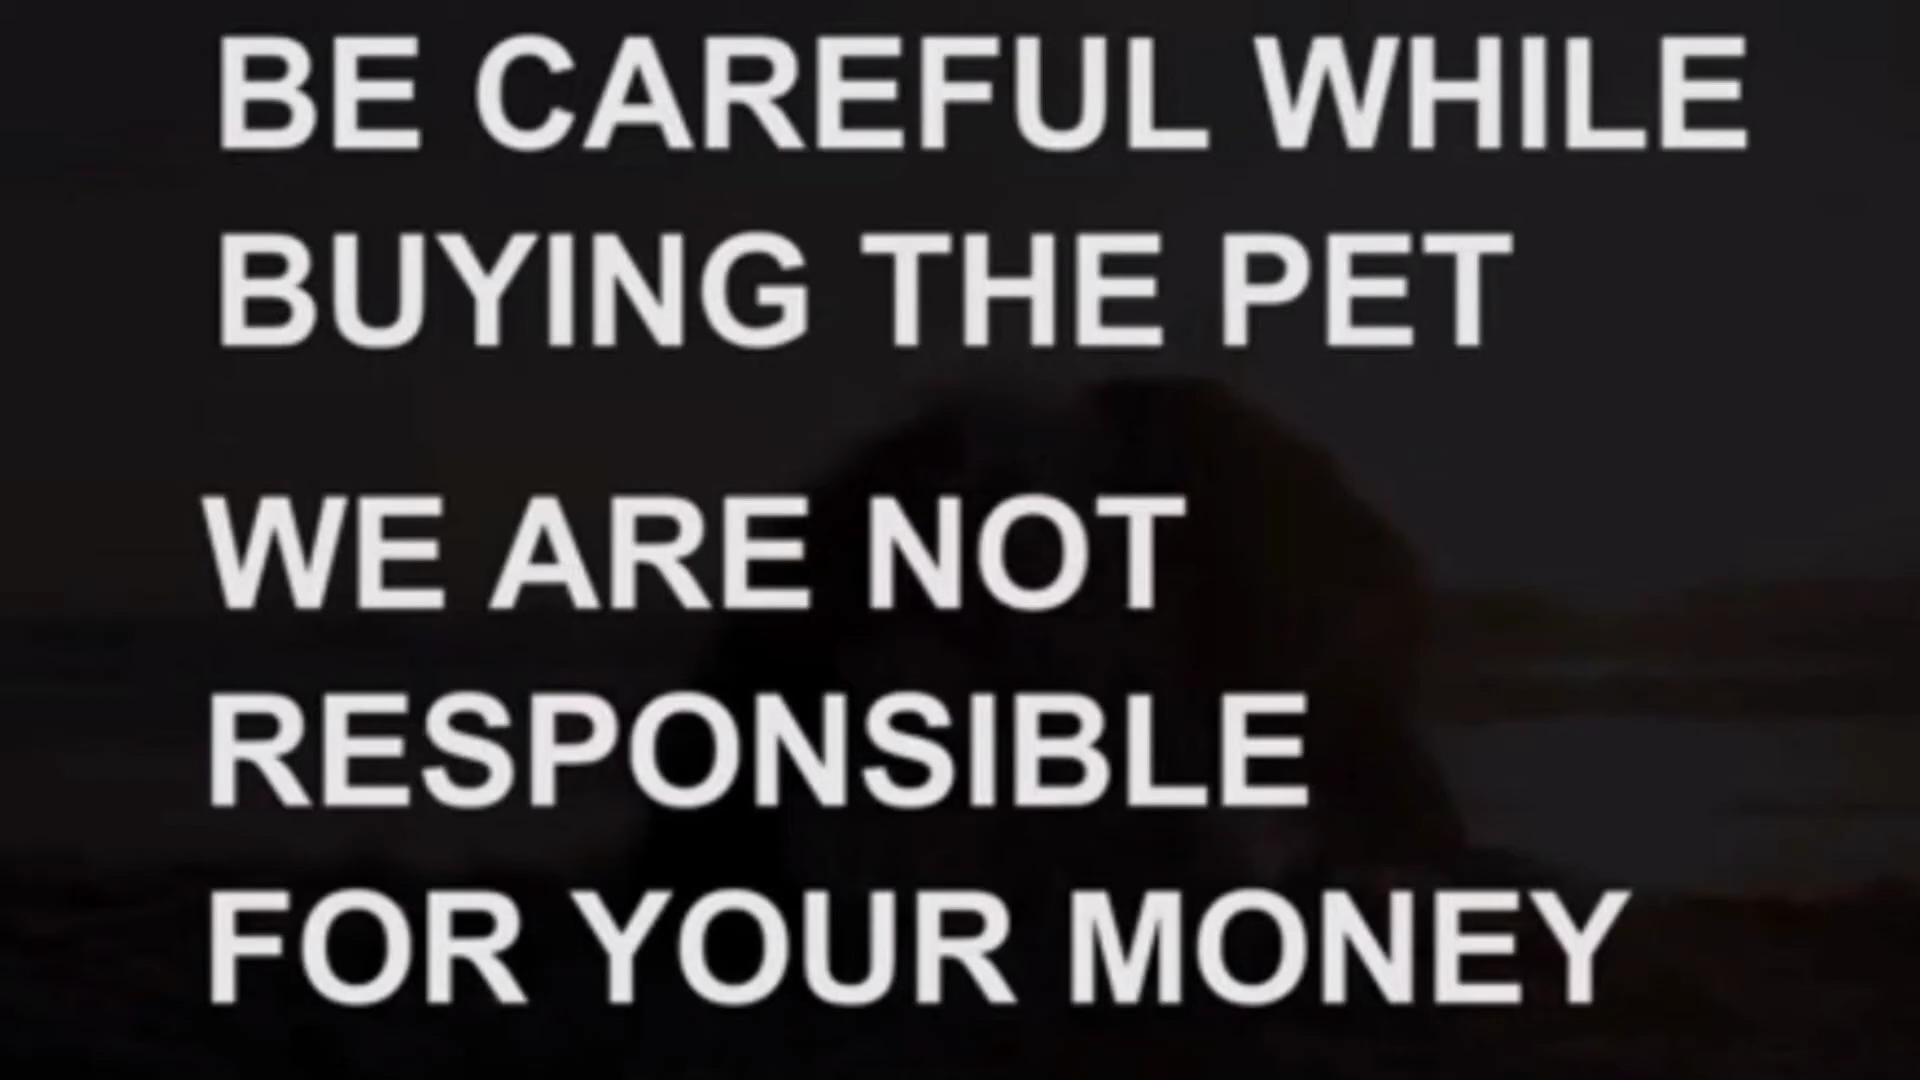 BE CAREFUL WHILE
BUYING THE PET
WE ARE NOT
RESPONSIBLE
FOR YOUR MONEY